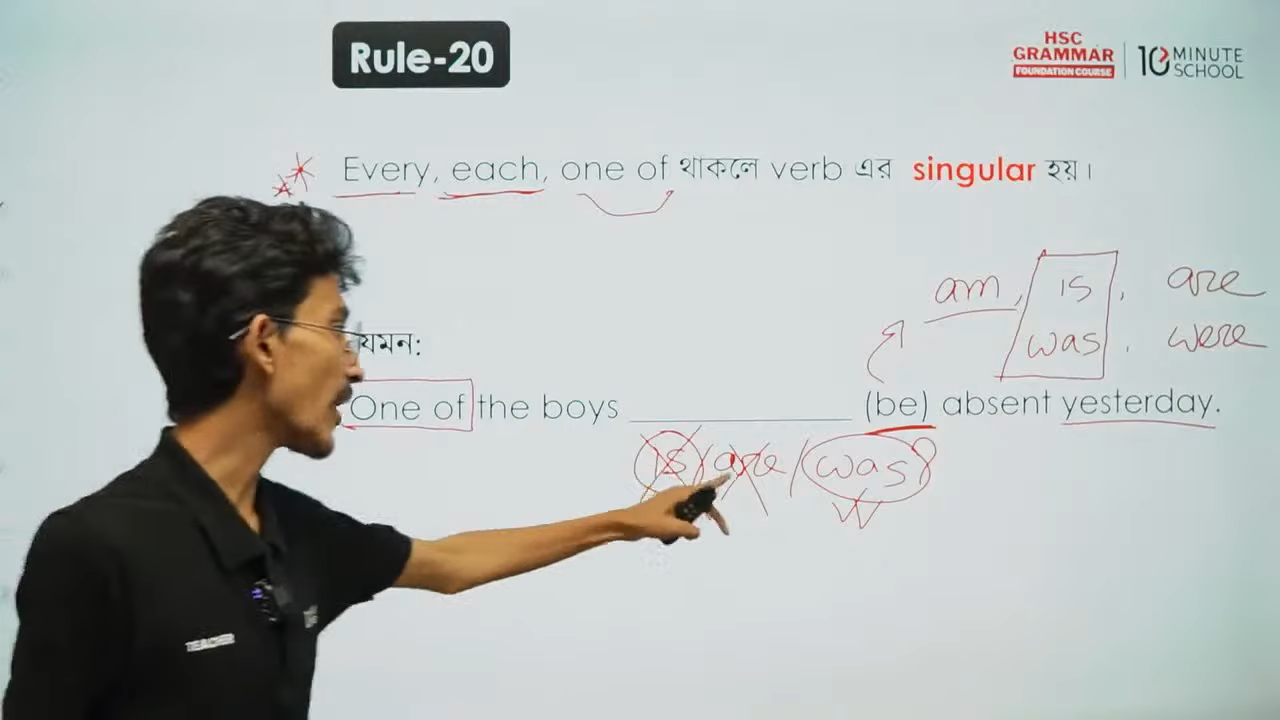 Rule-20
HSC
GRAMMAR
FOUNDATION COURSE
10 MINUTE
SCHOOL
Every, each, one of থাকলে verb এর singular হয়।
am, is, are
was, were
যেমন:
One of the boys ____________ (be) absent yesterday.
is / are / was?
TEACHER